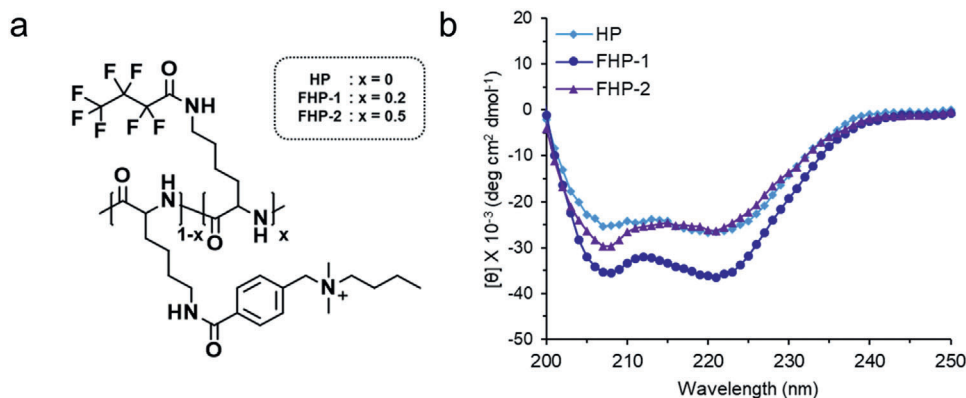 a
F F F O
F NH
F
F F F
HP : x = 0
FHP-1 : x = 0.2
FHP-2 : x = 0.5
O H
N
1-x
O
N
H
x
NH
O
N
+
b
HP
FHP-1
FHP-2
[θ] X 10-3 (deg cm2 dmol-1)
10
0
-10
-20
-30
-40
-50
200 210 220 230 240 250
Wavelength (nm)